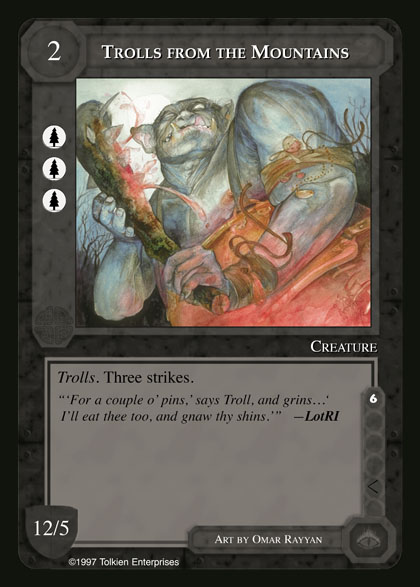 2
TROLLS FROM THE MOUNTAINS
CREATURE
Trolls. Three strikes.
“‘For a couple o’ pins,’ says Troll, and grins…‘
I’ll eat thee too, and gnaw thy shins.’” —LotRI
6
12/5
ART BY OMAR RAYYAN
©1997 Tolkien Enterprises